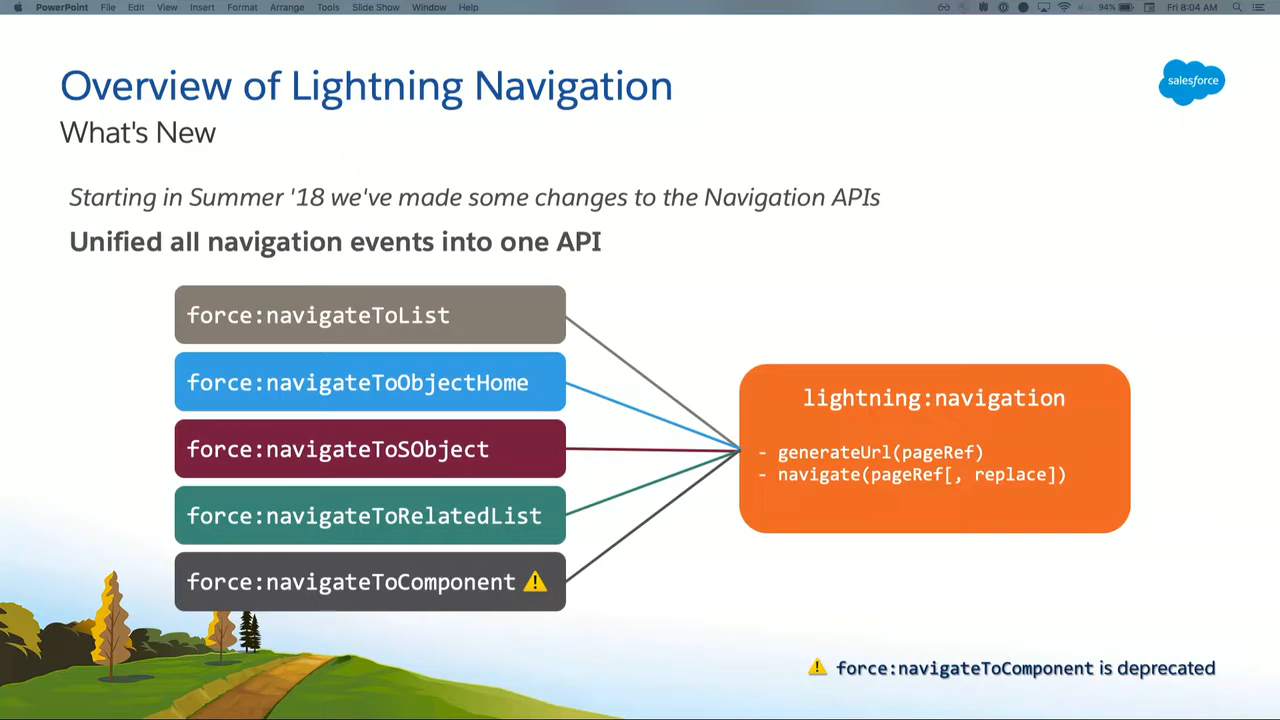 PowerPoint File Edit View Insert Format Arrange Tools Slide Show Window Help 94% Fri 8:04 AM
Overview of Lightning Navigation
salesforce
What's New
Starting in Summer '18 we've made some changes to the Navigation APIs
Unified all navigation events into one API
force:navigateToList
force:navigateToObjectHome
force:navigateToSObject
force:navigateToRelatedList
force:navigateToComponent
lightning:navigation
- generateUrl(pageRef)
- navigate(pageRef[, replace])
force:navigateToComponent is deprecated